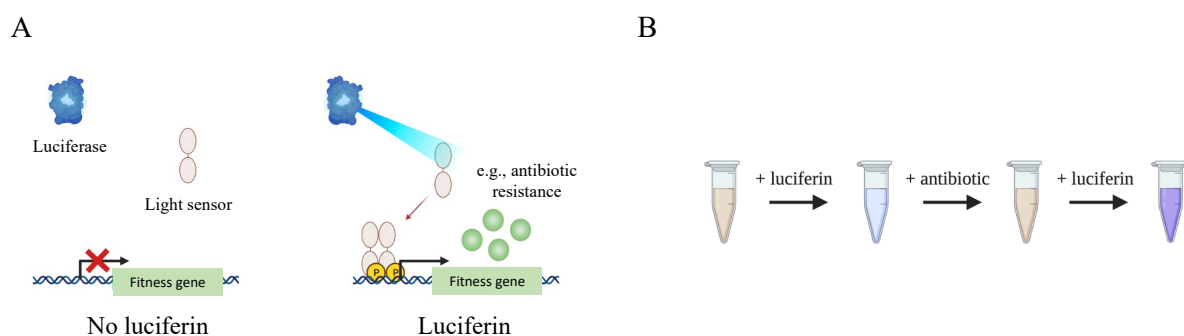 A
Luciferase
Light sensor
Fitness gene
No luciferin
e.g., antibiotic
resistance
P P
Fitness gene
Luciferin
B
+ luciferin + antibiotic + luciferin